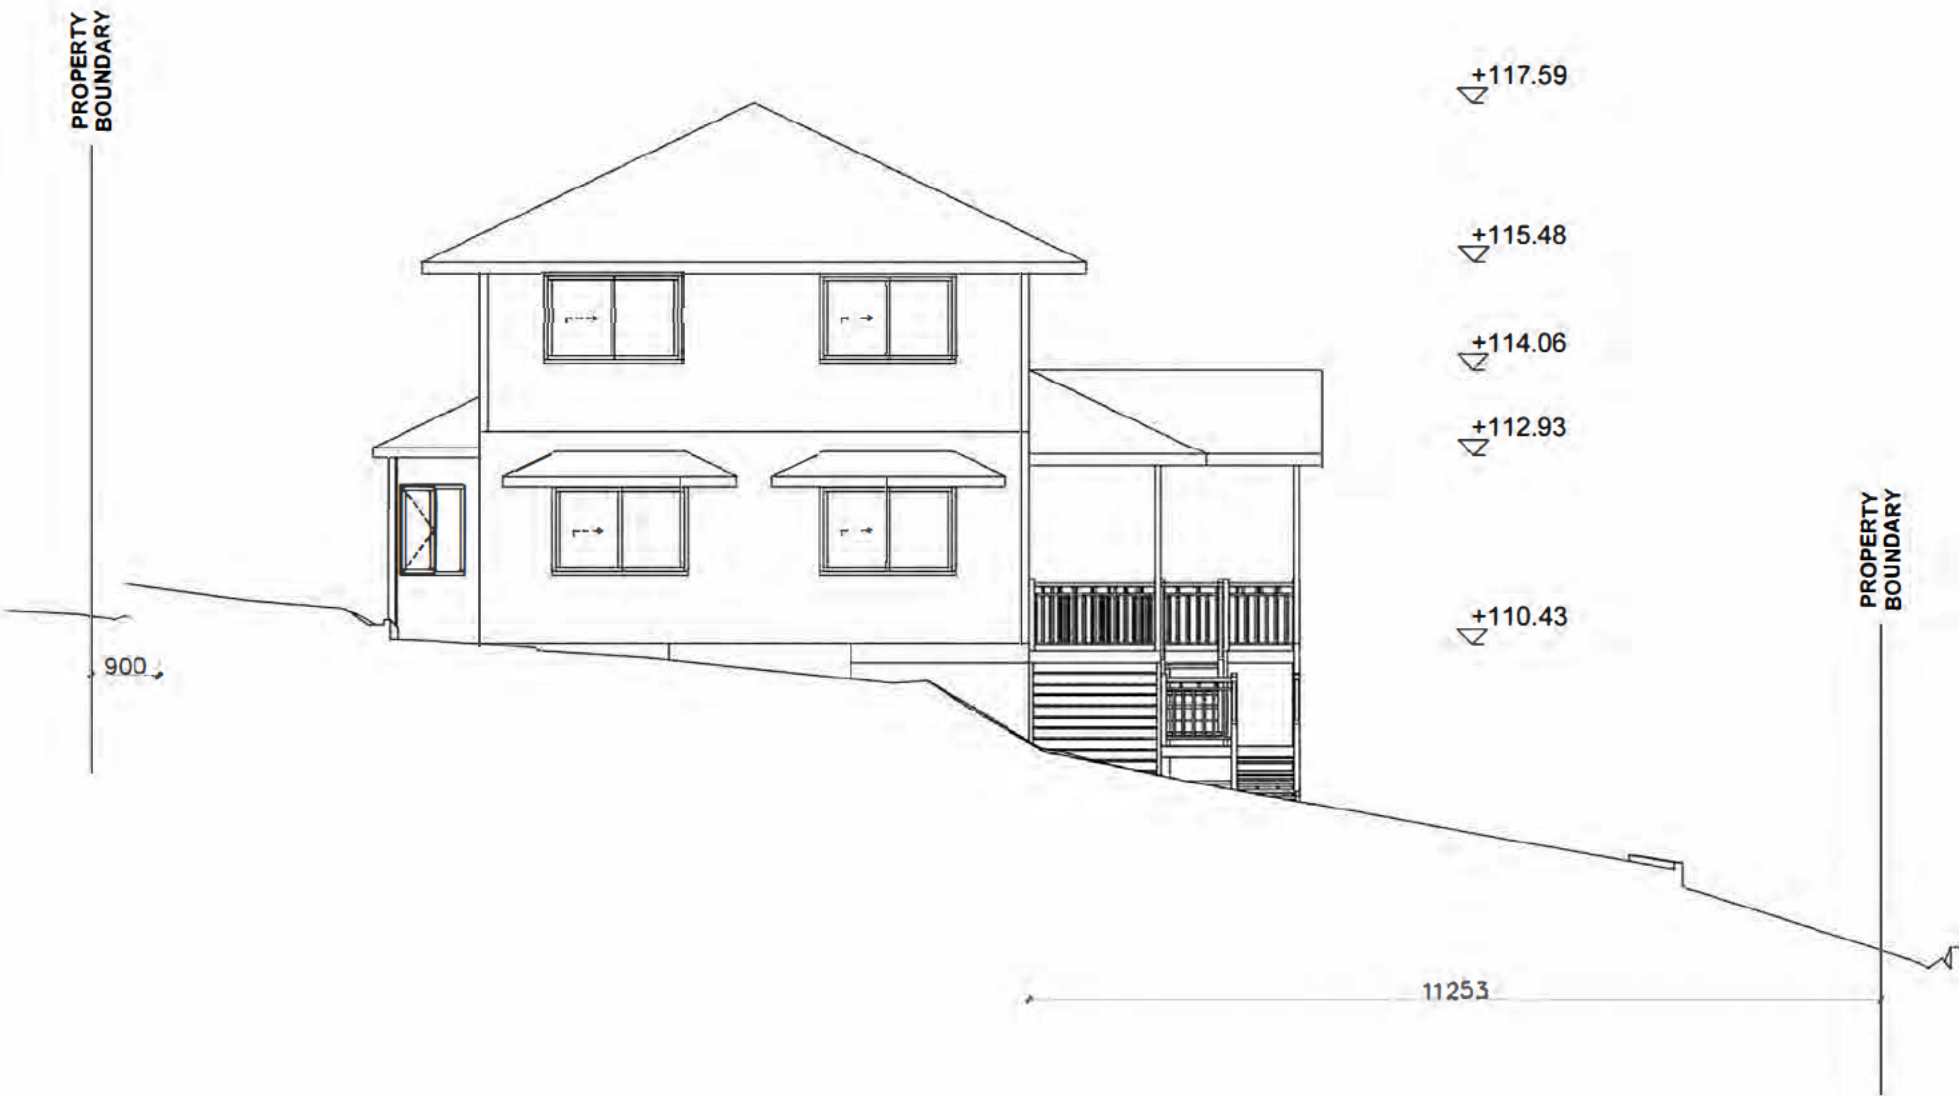 PROPERTY
BOUNDARY
+117.59
+115.48
+114.06
+112.93
PROPERTY
BOUNDARY
+110.43
900
11253